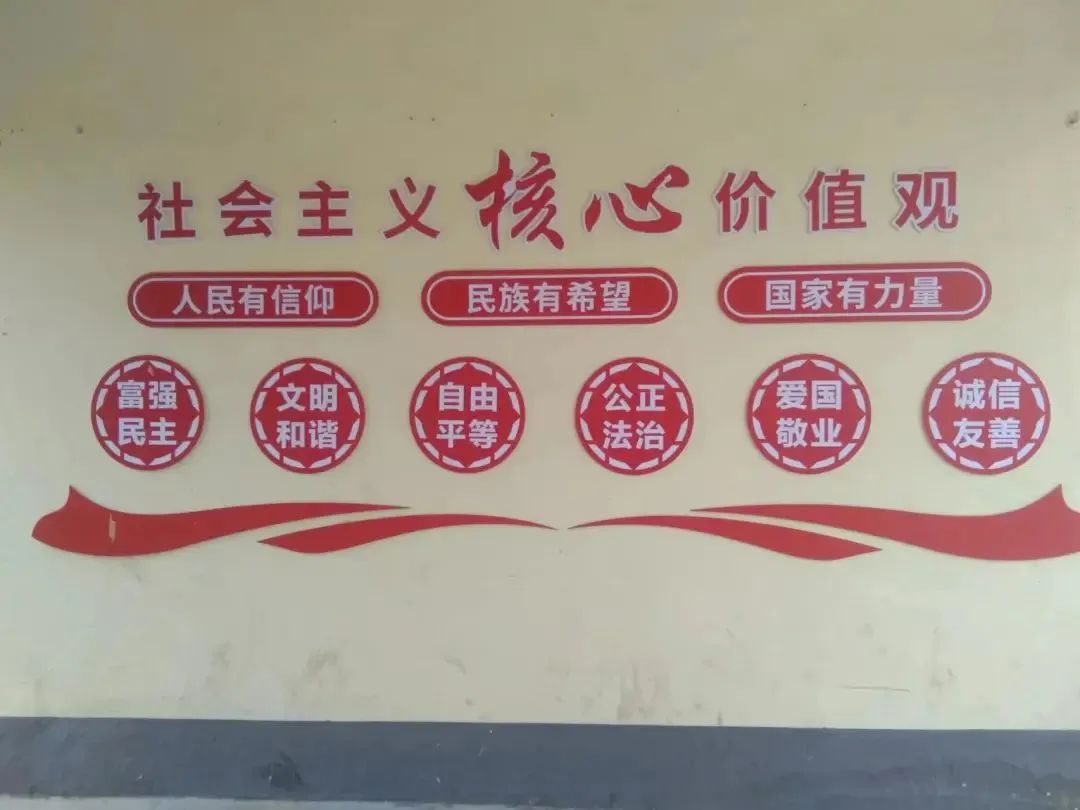 社会主义核心价值观
人民有信仰 民族有希望 国家有力量
富强
民主
文明
和谐
自由
平等
公正
法治
爱国
敬业
诚信
友善